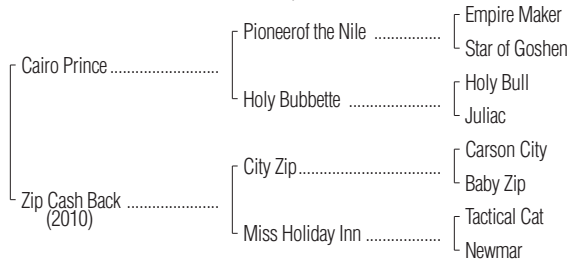 Empire Maker
Pioneerof the Nile ................
Star of Goshen
Cairo Prince ..........................
Holy Bull
Holy Bubbette ......................
Juliac
Carson City
City Zip..................................
Baby Zip
Zip Cash Back ......................
(2010)
Tactical Cat
Miss Holiday Inn ..................
Newmar